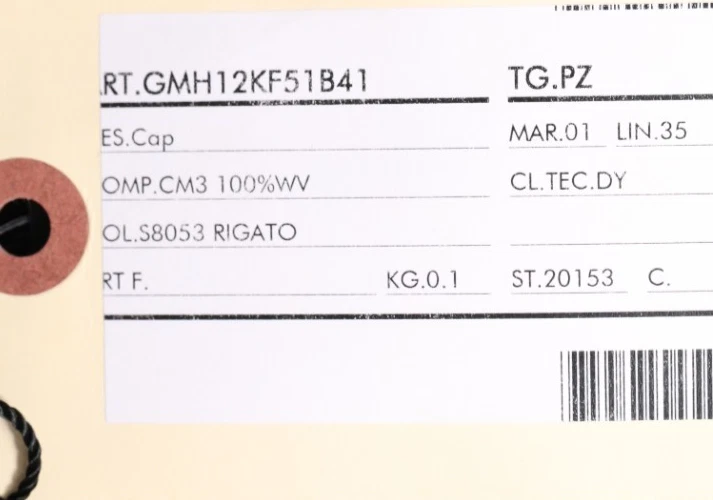 RT.GMH12KF51B41 TG.PZ
ES.Cap MAR.01 LIN.35
OMP.CM3 100%WV CL.TEC.DY
OL.S8053 RIGATO
RT F. KG.0.1 ST.20153 C.